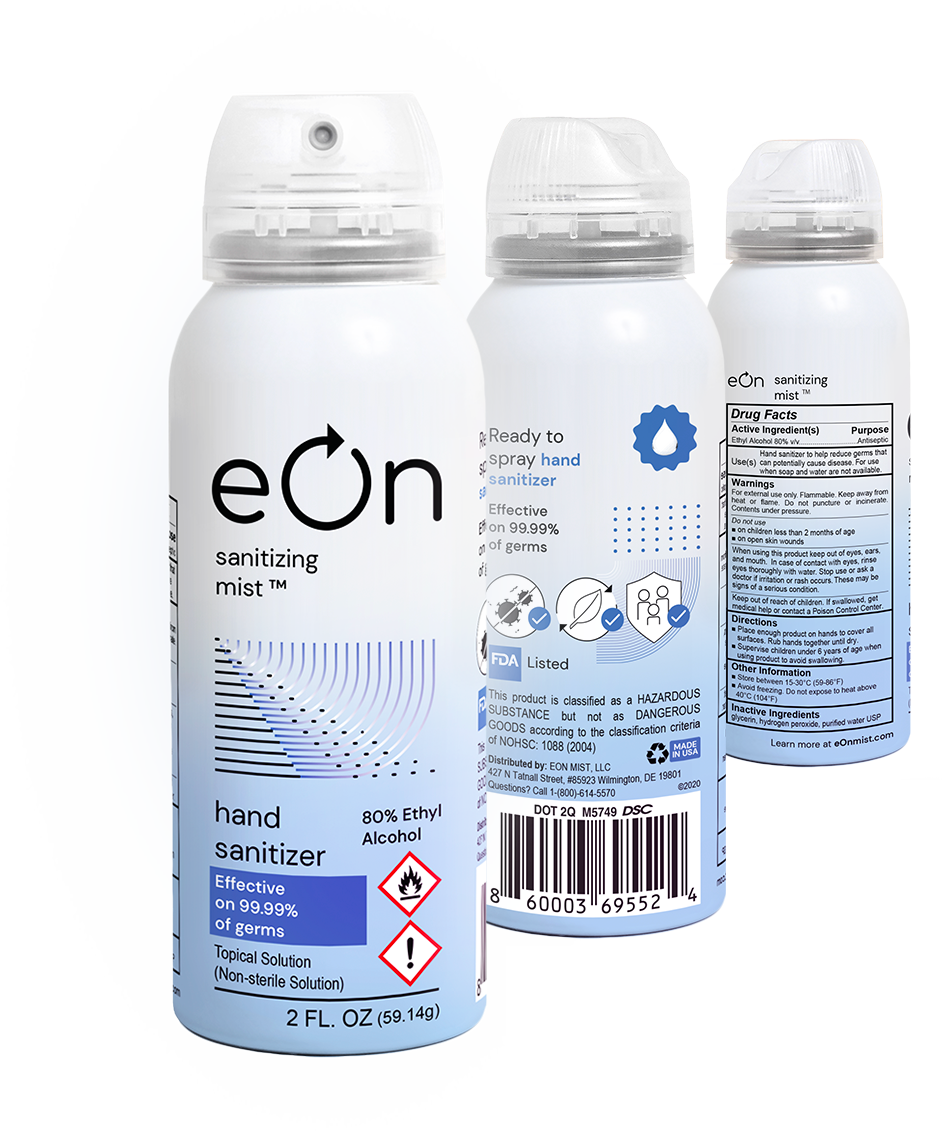 eOn
sanitizing
mist ™
hand
sanitizer
80% Ethyl
Alcohol
Effective
on 99.99%
of germs
Topical Solution
(Non-sterile Solution)
2 FL. OZ (59.14g)
Ready to
spray hand
sanitizer
Effective
on 99.99%
of germs
FDA Listed
This product is classified as a HAZARDOUS
SUBSTANCE but not as DANGEROUS
GOODS according to the classification criteria
of NOHSC: 1088 (2004)
MADE
IN USA
Distributed by: EON MIST, LLC
427 N Tatnall Street, #85923 Wilmington, DE 19801
Questions? Call 1-(800)-614-5570
©2020
DOT 2Q M5749 DSC
8 60003 69552 4
eOn sanitizing
mist ™
Drug Facts
Active Ingredient(s) Purpose
Ethyl Alcohol 80% v/v Antiseptic
Use(s)
Hand sanitizer to help reduce germs that
can potentially cause disease. For use
when soap and water are not available.
Warnings
For external use only. Flammable. Keep away from
heat or flame. Do not puncture or incinerate.
Contents under pressure.
Do not use
■ on children less than 2 months of age
■ on open skin wounds
When using this product keep out of eyes, ears,
and mouth. In case of contact with eyes, rinse
eyes thoroughly with water. Stop use or ask a
doctor if irritation or rash occurs. These may be
signs of a serious condition.
Keep out of reach of children. If swallowed, get
medical help or contact a Poison Control Center.
Directions
■ Place enough product on hands to cover all
surfaces. Rub hands together until dry.
■ Supervise children under 6 years of age when
using product to avoid swallowing.
Other Information
■ Store between 15-30°C (59-86°F)
■ Avoid freezing. Do not expose to heat above
40°C (104°F)
Inactive Ingredients
glycerin, hydrogen peroxide, purified water USP
Learn more at eOnmist.com